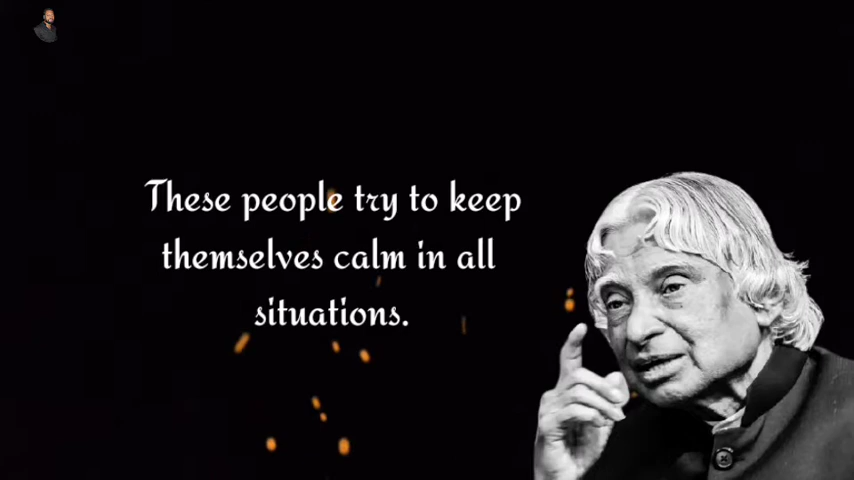 These people try to keep
themselves calm in all
situations.